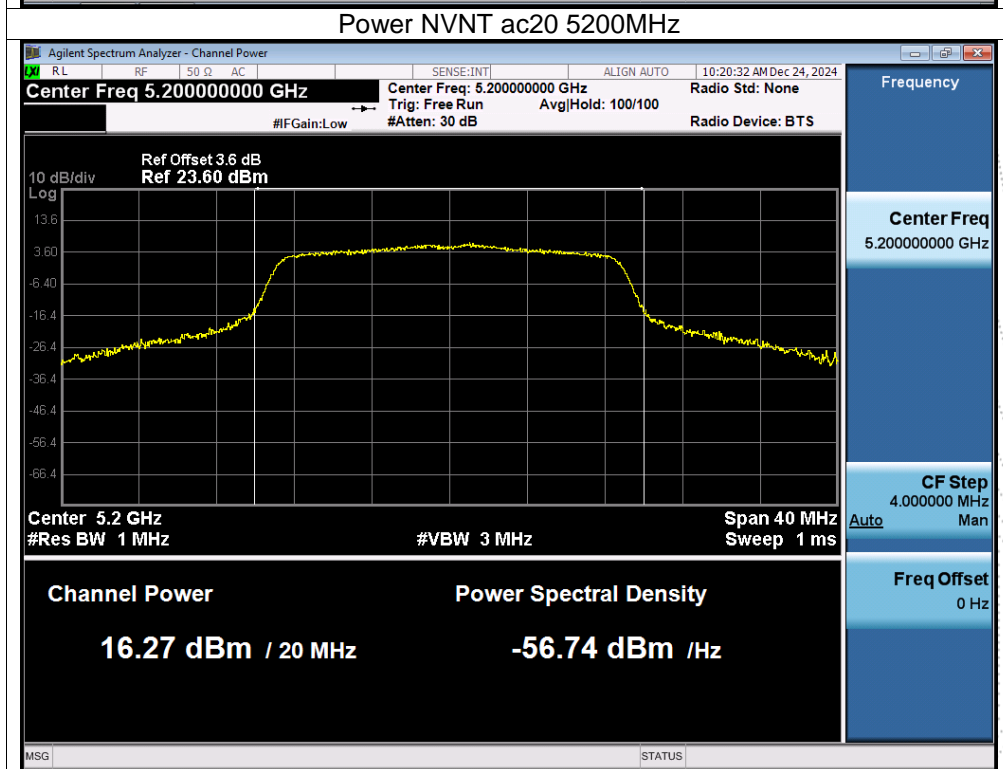 Power NVNT ac20 5200MHz
Agilent Spectrum Analyzer - Channel Power
LXI RL RF 50 Ω AC SENSE:INT ALIGN AUTO 10:20:32 AM Dec 24, 2024
Center Freq 5.200000000 GHz
#IFGain:Low
Center Freq: 5.200000000 GHz
Trig: Free Run Avg|Hold: 100/100
#Atten: 30 dB
Radio Std: None
Radio Device: BTS
Ref Offset 3.6 dB
10 dB/div Ref 23.60 dBm
Log
13.6
3.60
-6.40
-16.4
-26.4
-36.4
-46.4
-56.4
-66.4
Center 5.2 GHz Span 40 MHz
#Res BW 1 MHz #VBW 3 MHz Sweep 1 ms
Channel Power Power Spectral Density
16.27 dBm / 20 MHz -56.74 dBm /Hz
Frequency
Center Freq
5.200000000 GHz
CF Step
4.000000 MHz
Auto Man
Freq Offset
0 Hz
MSG STATUS